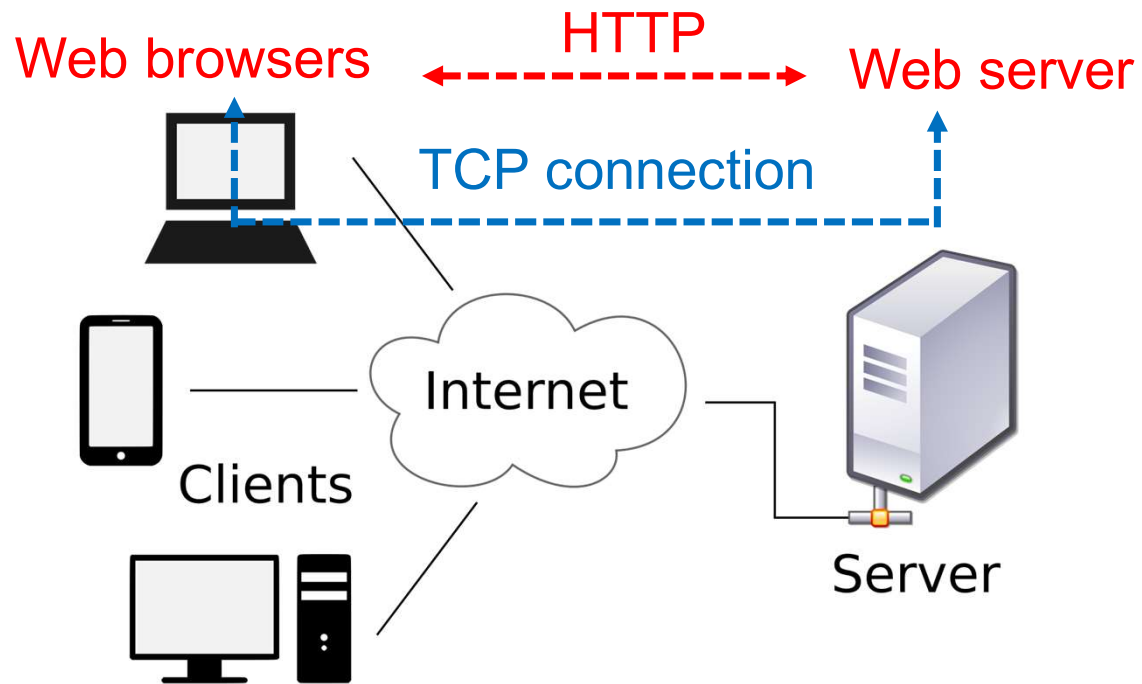 HTTP
Web browsers
Web server
TCP connection
Internet
Clients
Server